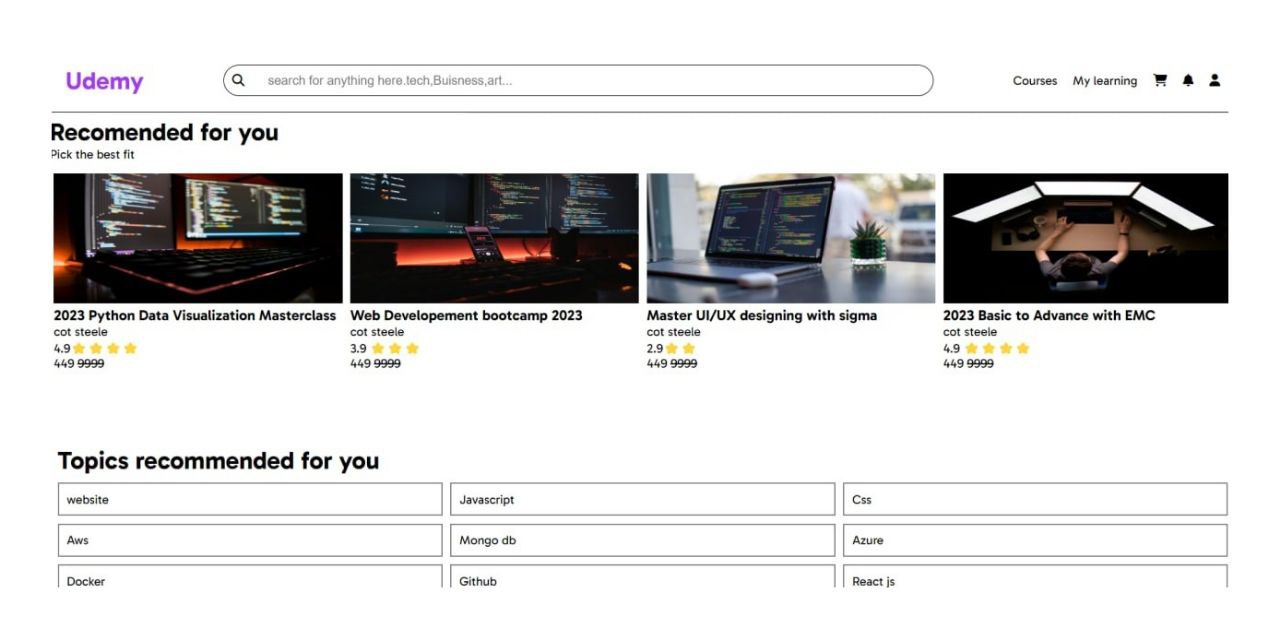 Udemy
search for anything here.tech,Buisness,art...
Courses
My learning
Recomended for you
Pick the best fit
2023 Python Data Visualization Masterclass
cot steele
4.9
449 9999
Web Developement bootcamp 2023
cot steele
3.9
449 9999
Master UI/UX designing with sigma
cot steele
2.9
449 9999
2023 Basic to Advance with EMC
cot steele
4.9
449 9999
Topics recommended for you
website
Javascript
Css
Aws
Mongo db
Azure
Docker
Github
React js